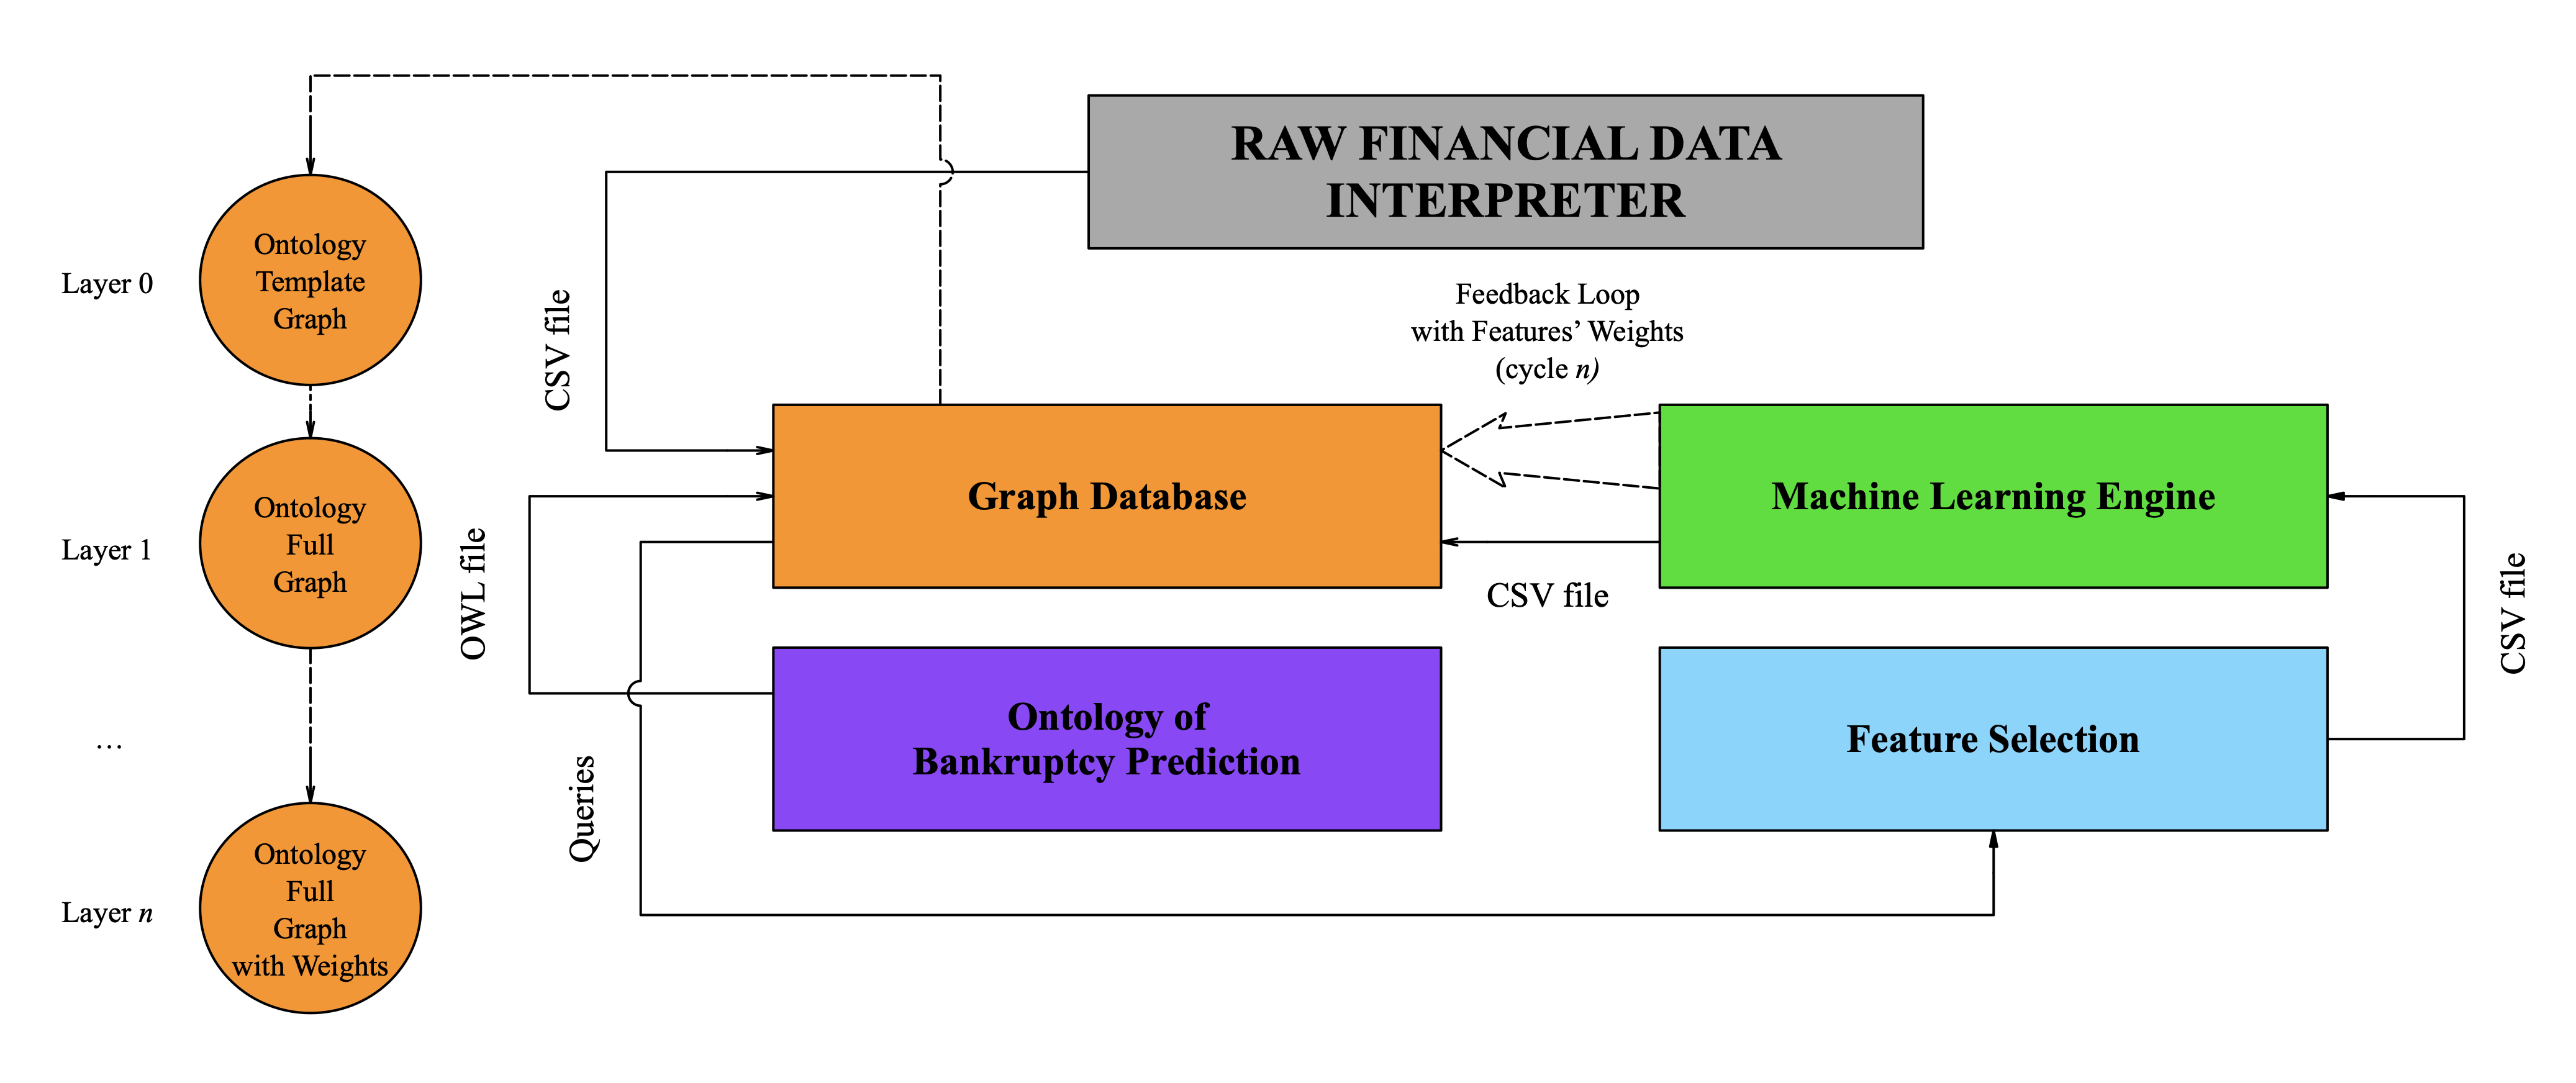 RAW FINANCIAL DATA
INTERPRETER
Ontology
Template
Graph
Layer 0
CSV file
Feedback Loop
with Features’ Weights
(cycle n)
Graph Database
Machine Learning Engine
Ontology
Full
Graph
Layer 1
OWL file
CSV file
CSV file
Ontology of
Bankruptcy Prediction
Feature Selection
…
Queries
Ontology
Full
Graph
with Weights
Layer n